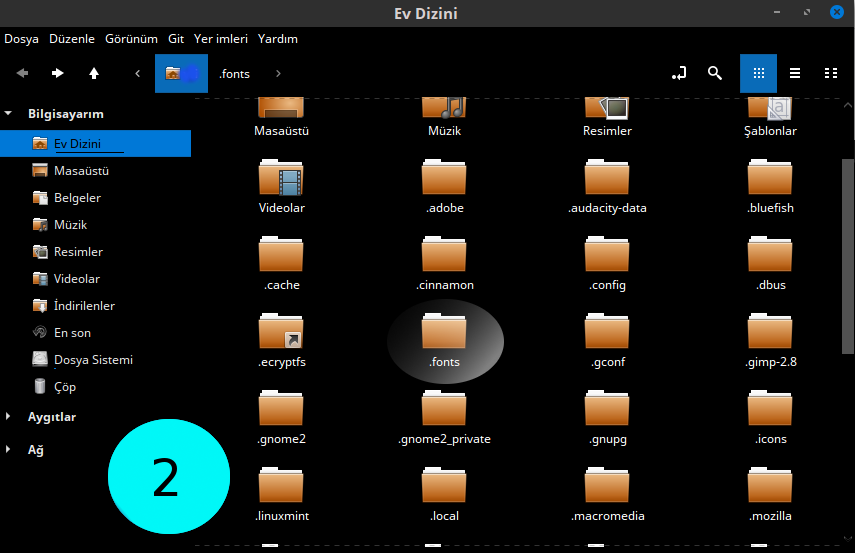 Ev Dizini
Dosya Düzenle Görünüm Git Yer imleri Yardım
.fonts
Bilgisayarım
Ev Dizini
Masaüstü
Belgeler
Müzik
Resimler
Videolar
İndirilenler
En son
Dosya Sistemi
Çöp
Aygıtlar
Ağ
Masaüstü Müzik Resimler Şablonlar
Videolar .adobe .audacity-data .bluefish
.cache .cinnamon .config .dbus
.ecryptfs .fonts .gconf .gimp-2.8
.gnome2 .gnome2_private .gnupg .icons
.linuxmint .local .macromedia .mozilla
2